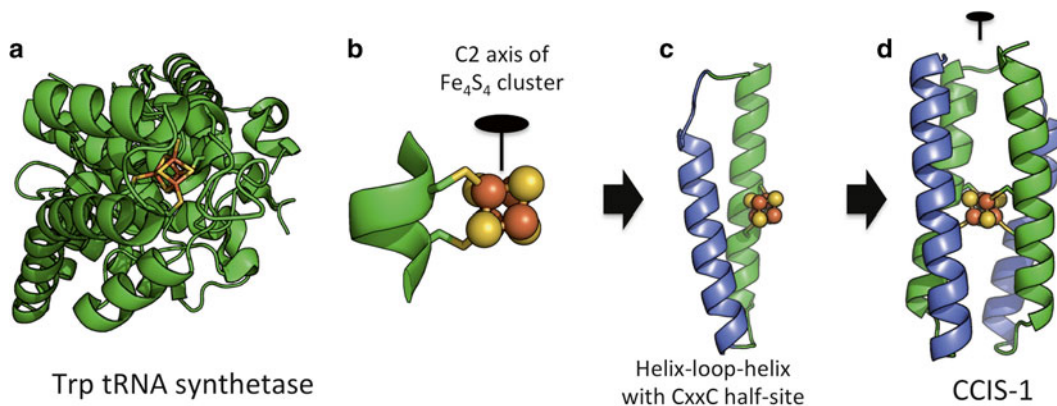 a
Trp tRNA synthetase
b
C2 axis of
Fe₄S₄ cluster
c
Helix-loop-helix
with CxxC half-site
d
CCIS-1